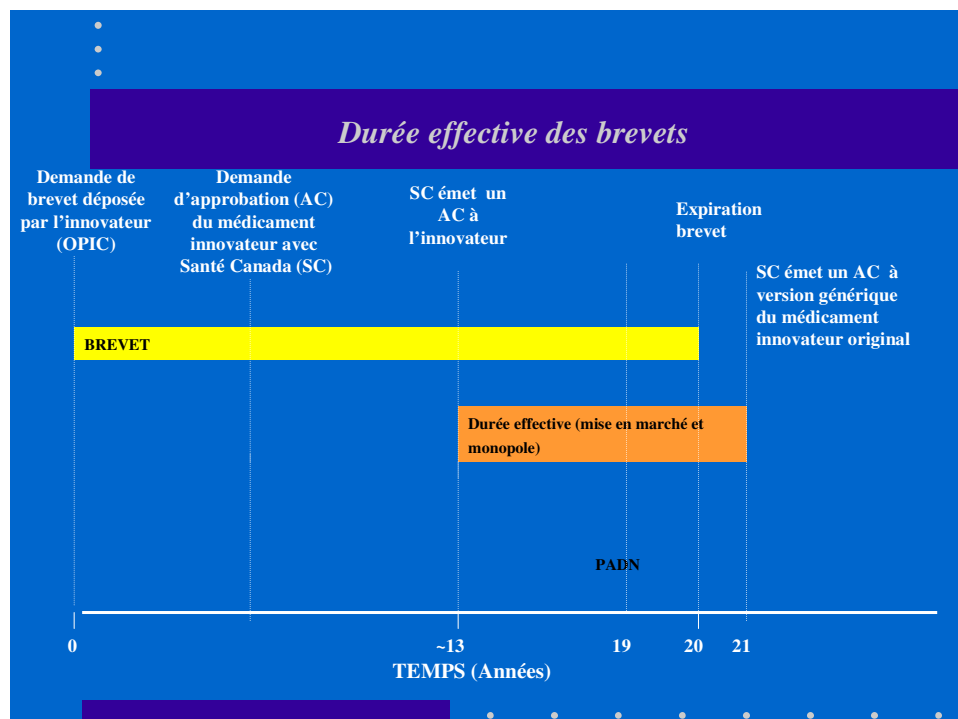 Durée effective des brevets
Demande de
brevet déposée
par l'innovateur
(OPIC)
Demande
d'approbation (AC)
du médicament
innovateur avec
Santé Canada (SC)
SC émet un
AC à
l'innovateur
Expiration
brevet
SC émet un AC à
version générique
du médicament
innovateur original
BREVET
Durée effective (mise en marché et
monopole)
PADN
0 ~13 19 20 21
TEMPS (Années)